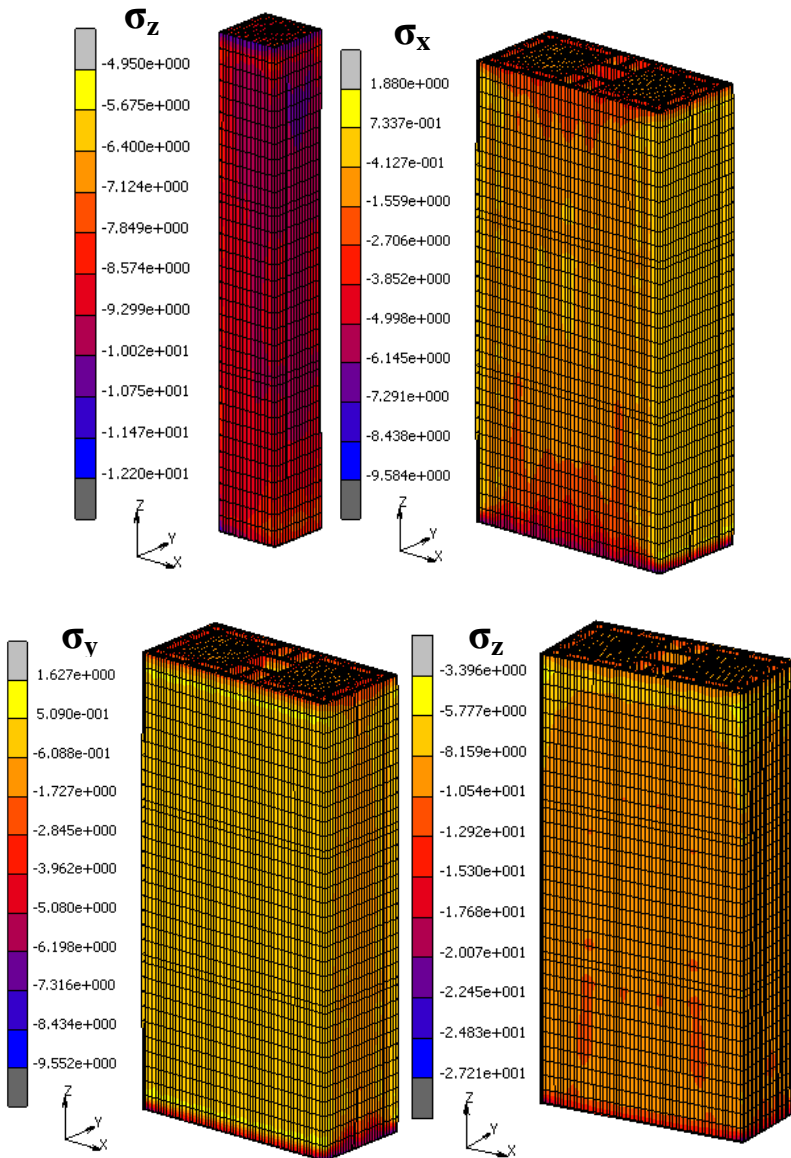 σz
-4.950e+000
-5.675e+000
-6.400e+000
-7.124e+000
-7.849e+000
-8.574e+000
-9.299e+000
-1.002e+001
-1.075e+001
-1.147e+001
-1.220e+001
Z
Y
X
σx
1.880e+000
7.337e-001
-4.127e-001
-1.559e+000
-2.706e+000
-3.852e+000
-4.998e+000
-6.145e+000
-7.291e+000
-8.438e+000
-9.584e+000
Z
Y
X
σy
1.627e+000
5.090e-001
-6.088e-001
-1.727e+000
-2.845e+000
-3.962e+000
-5.080e+000
-6.198e+000
-7.316e+000
-8.434e+000
-9.552e+000
Z
Y
X
σz
-3.396e+000
-5.777e+000
-8.159e+000
-1.054e+001
-1.292e+001
-1.530e+001
-1.768e+001
-2.007e+001
-2.245e+001
-2.483e+001
-2.721e+001
Z
Y
X